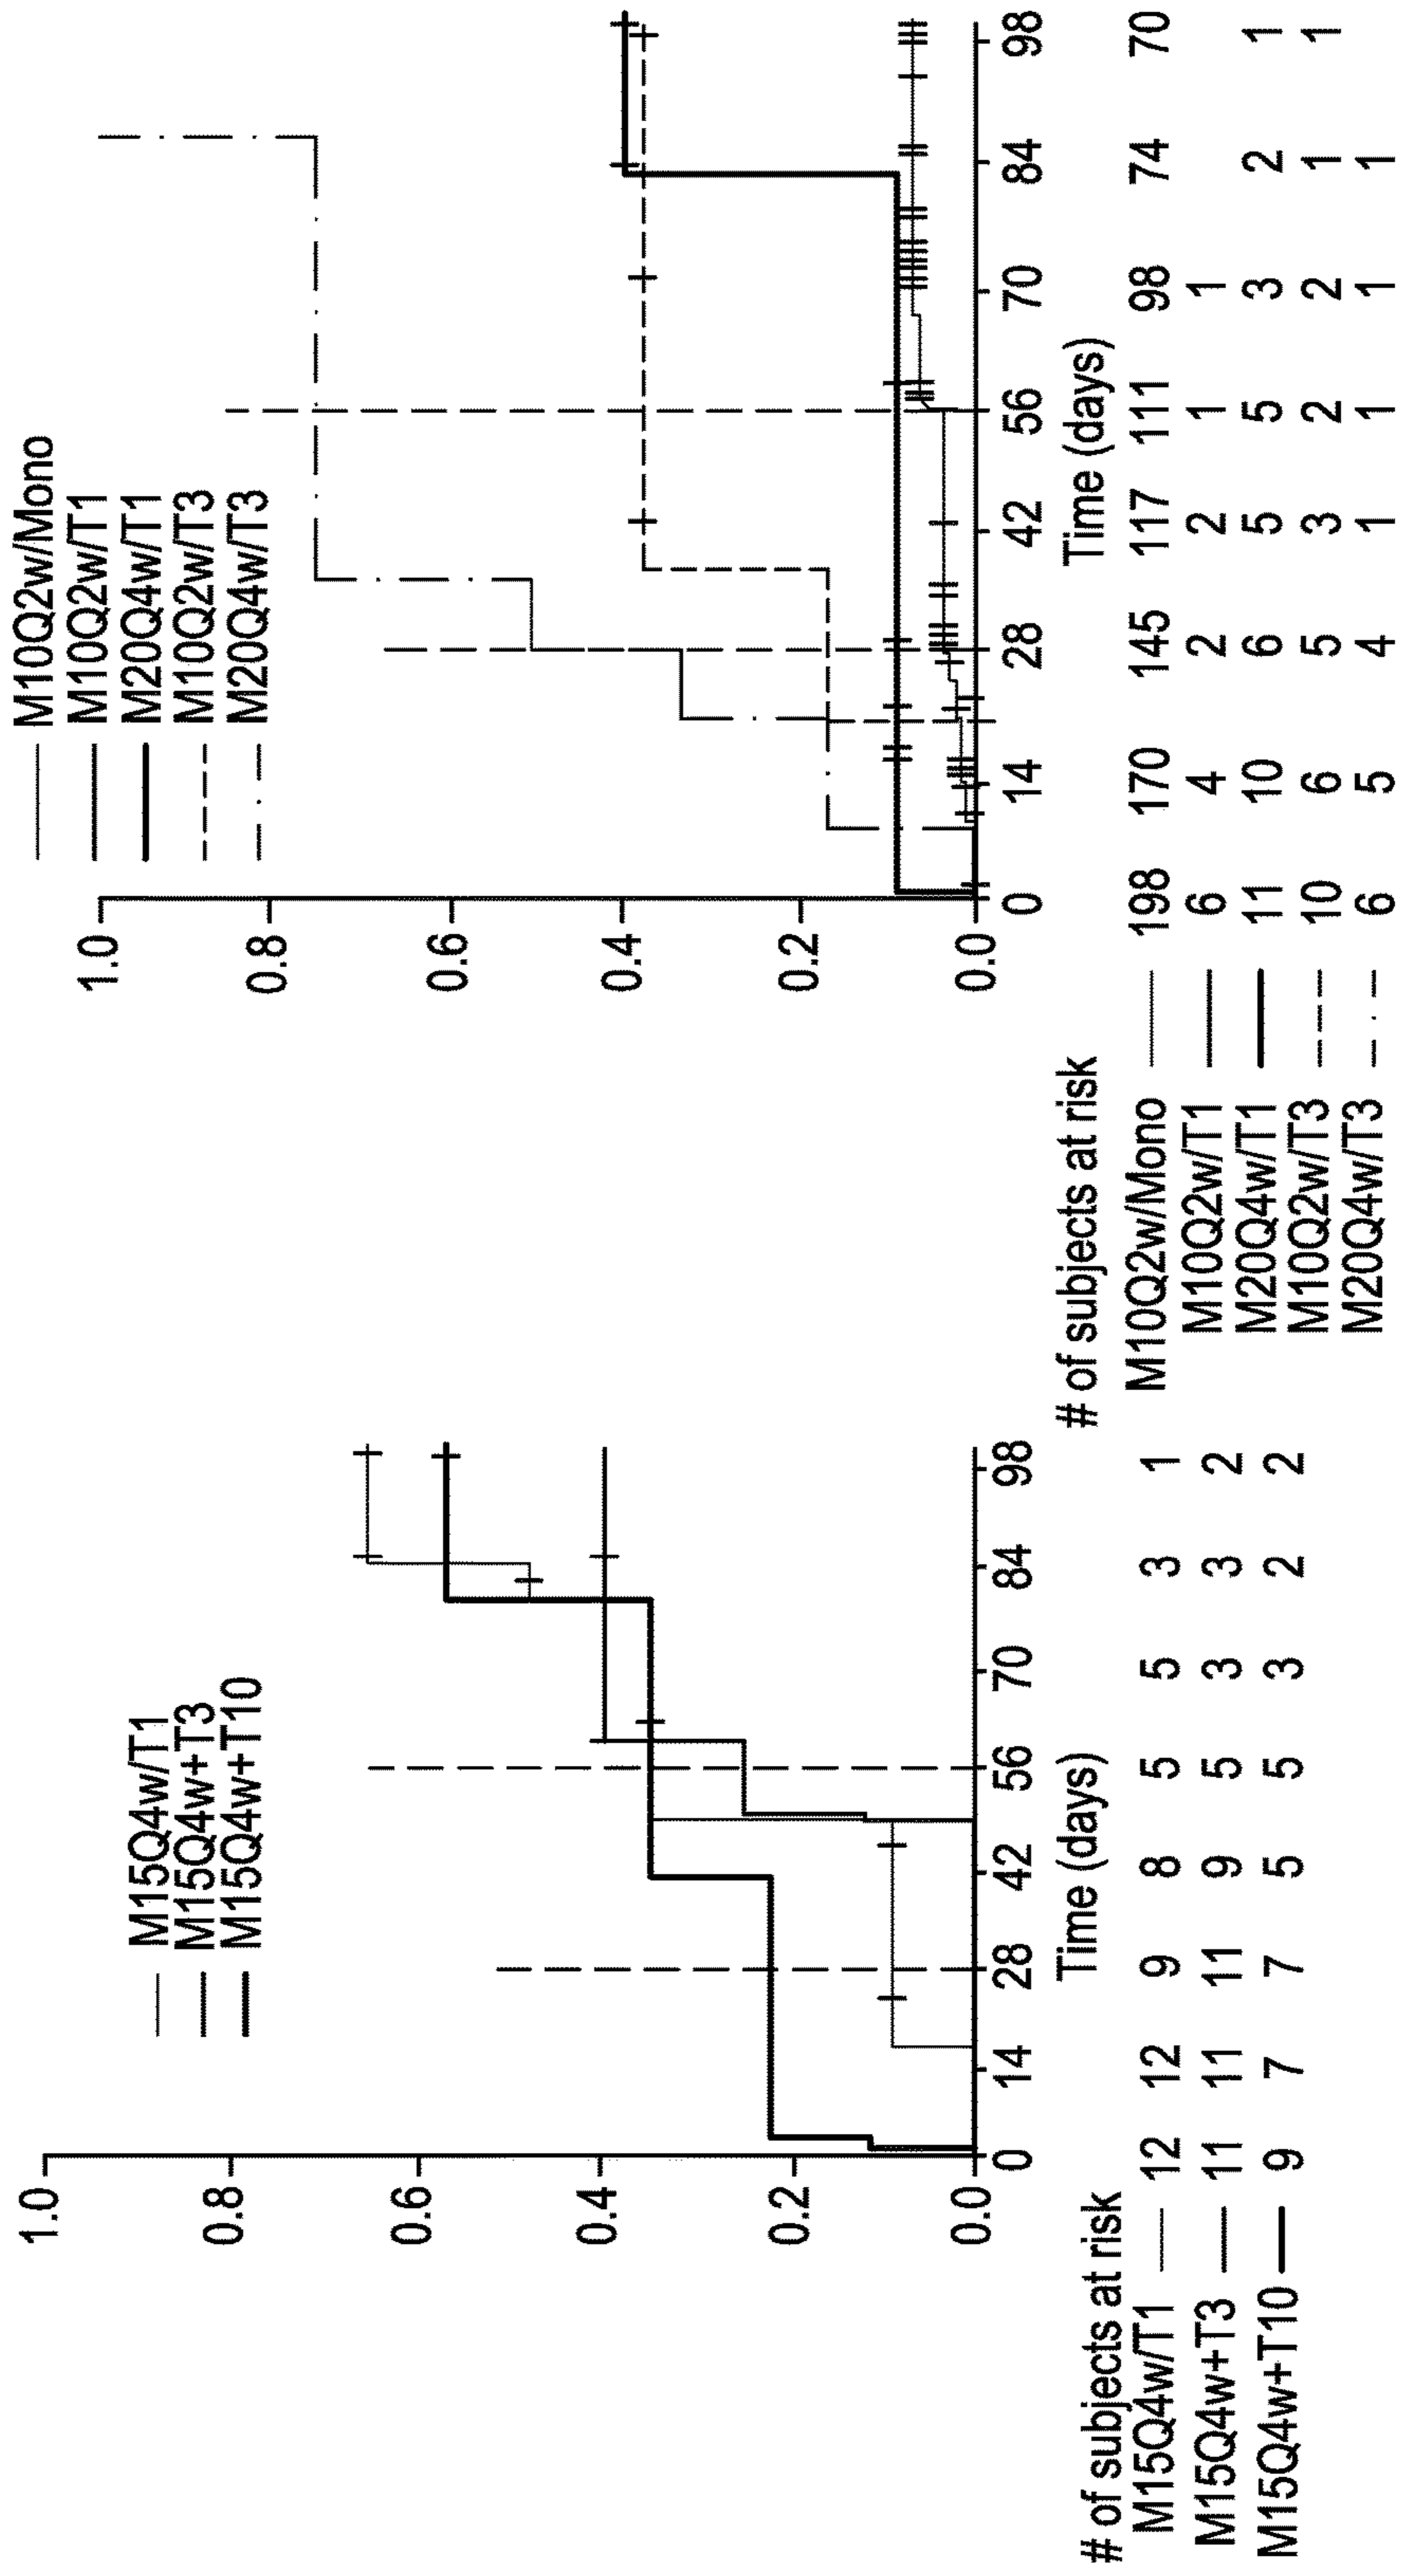 M15Q4w/T1
M15Q4w+T3
M15Q4w+T10
1.0
0.8
0.6
0.4
0.2
0.0
0 14 28 42 56 70 84 98
Time (days)
# of subjects at risk
M15Q4w/T1 12 12 9 8 5 5 3 1
M15Q4w+T3 11 11 11 9 5 3 3 2
M15Q4w+T10 9 7 7 5 5 3 2 2
M10Q2w/Mono
M10Q2w/T1
M20Q4w/T1
M10Q2w/T3
M20Q4w/T3
1.0
0.8
0.6
0.4
0.2
0.0
0 14 28 42 56 70 84 98
Time (days)
# of subjects at risk
M10Q2w/Mono 198 170 145 117 111 98 74 70
M10Q2w/T1 6 4 2 2 1 1
M20Q4w/T1 11 10 6 5 5 3 2 1
M10Q2w/T3 10 6 5 3 2 2 1 1
M20Q4w/T3 6 5 4 1 1 1 1